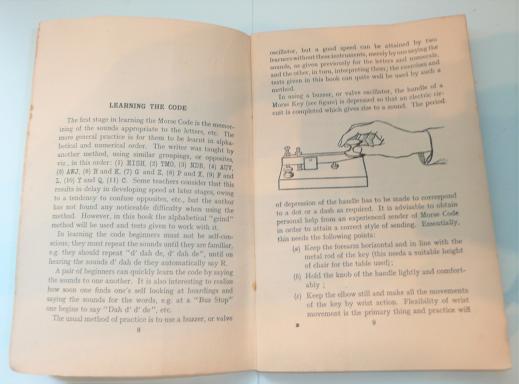 LEARNING THE CODE
The first stage in learning the Morse Code is the memor-
ising of the sounds appropriate to the letters, etc. The
more general practice is for them to be learnt in alpha-
betical and numerical order. The writer was taught by
another method, using similar groupings, or opposites,
viz., in this order: (1) EISH, (2) TMO, (3) NDB, (4) AUV,
(5) AWJ, (6) R and K, (7) G and Z, (8) P and X, (9) F and
L, (10) Y and Q, (11) C. Some teachers consider that this
results in delay in developing speed at later stages, owing
to a tendency to confuse opposites, etc., but the author
has not found any noticeable difficulty when using the
method. However, in this book the alphabetical "grind"
method will be used and tests given to work with it.
In learning the code beginners must not be self-con-
scious; they must repeat the sounds until they are familiar,
e.g. they should repeat "d' dah de, d' dah de", until on
hearing the sounds d' dah de they automatically say R.
A pair of beginners can quickly learn the code by saying
the sounds to one another. It is also interesting to realise
how soon one finds one's self looking at hoardings and
saying the sounds for the words, e.g. at a "Bus Stop"
one begins to say "Dah d' d' de", etc.
The usual method of practice is to use a buzzer, or valve
8
oscillator, but a good speed can be attained by two
learners without these instruments, merely by one saying the
sounds, as given previously for the letters and numerals,
and the other, in turn, interpreting them; the exercises and
tests given in this book can quite well be used by such a
method.
In using a buzzer, or valve oscillator, the handle of a
Morse Key (see figure) is depressed so that an electric cir-
cuit is completed which gives rise to a sound. The period
of depression of the handle has to be made to correspond
to a dot or a dash as required. It is advisable to obtain
personal help from an experienced sender of Morse Code
in order to attain a correct style of sending. Essentially,
this needs the following points:
(a) Keep the forearm horizontal and in line with the
metal rod of the key (this needs a suitable height
of chair for the table used);
(b) Hold the knob of the handle lightly and comfort-
ably;
(c) Keep the elbow still and make all the movements
of the key by wrist action. Flexibility of wrist
movement is the primary thing and practice will
9